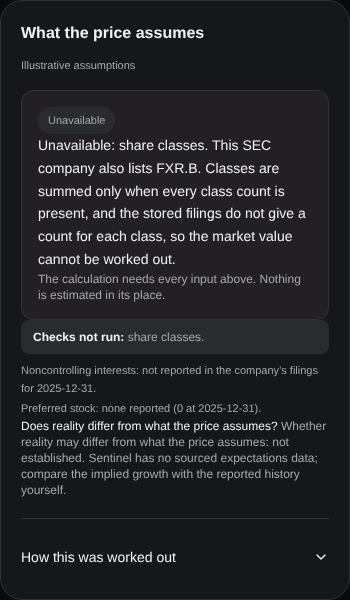 What the price assumes
Illustrative assumptions
Unavailable
Unavailable: share classes. This SEC
company also lists FXR.B. Classes are
summed only when every class count is
present, and the stored filings do not give a
count for each class, so the market value
cannot be worked out.
The calculation needs every input above. Nothing
is estimated in its place.
Checks not run: share classes.
Noncontrolling interests: not reported in the company's filings
for 2025-12-31.
Preferred stock: none reported (0 at 2025-12-31).
Does reality differ from what the price assumes? Whether
reality may differ from what the price assumes: not
established. Sentinel has no sourced expectations data;
compare the implied growth with the reported history
yourself.
How this was worked out